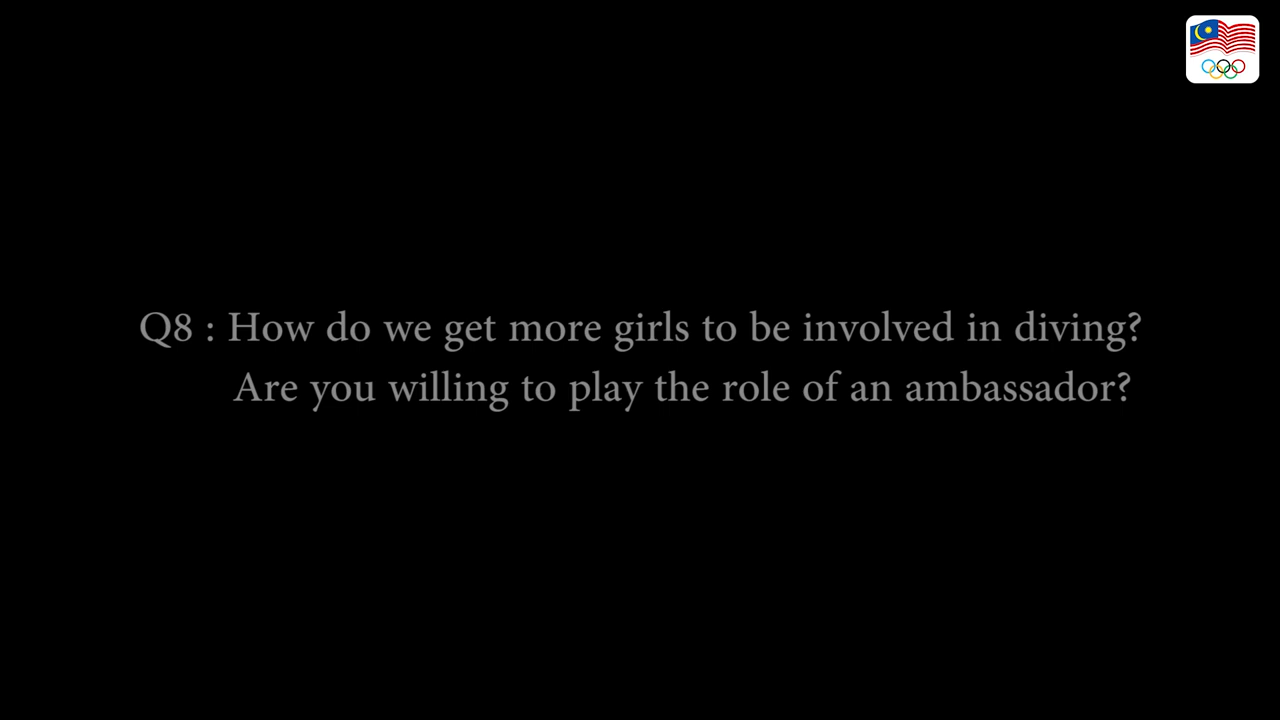 Q8 : How do we get more girls to be involved in diving?
Are you willing to play the role of an ambassador?